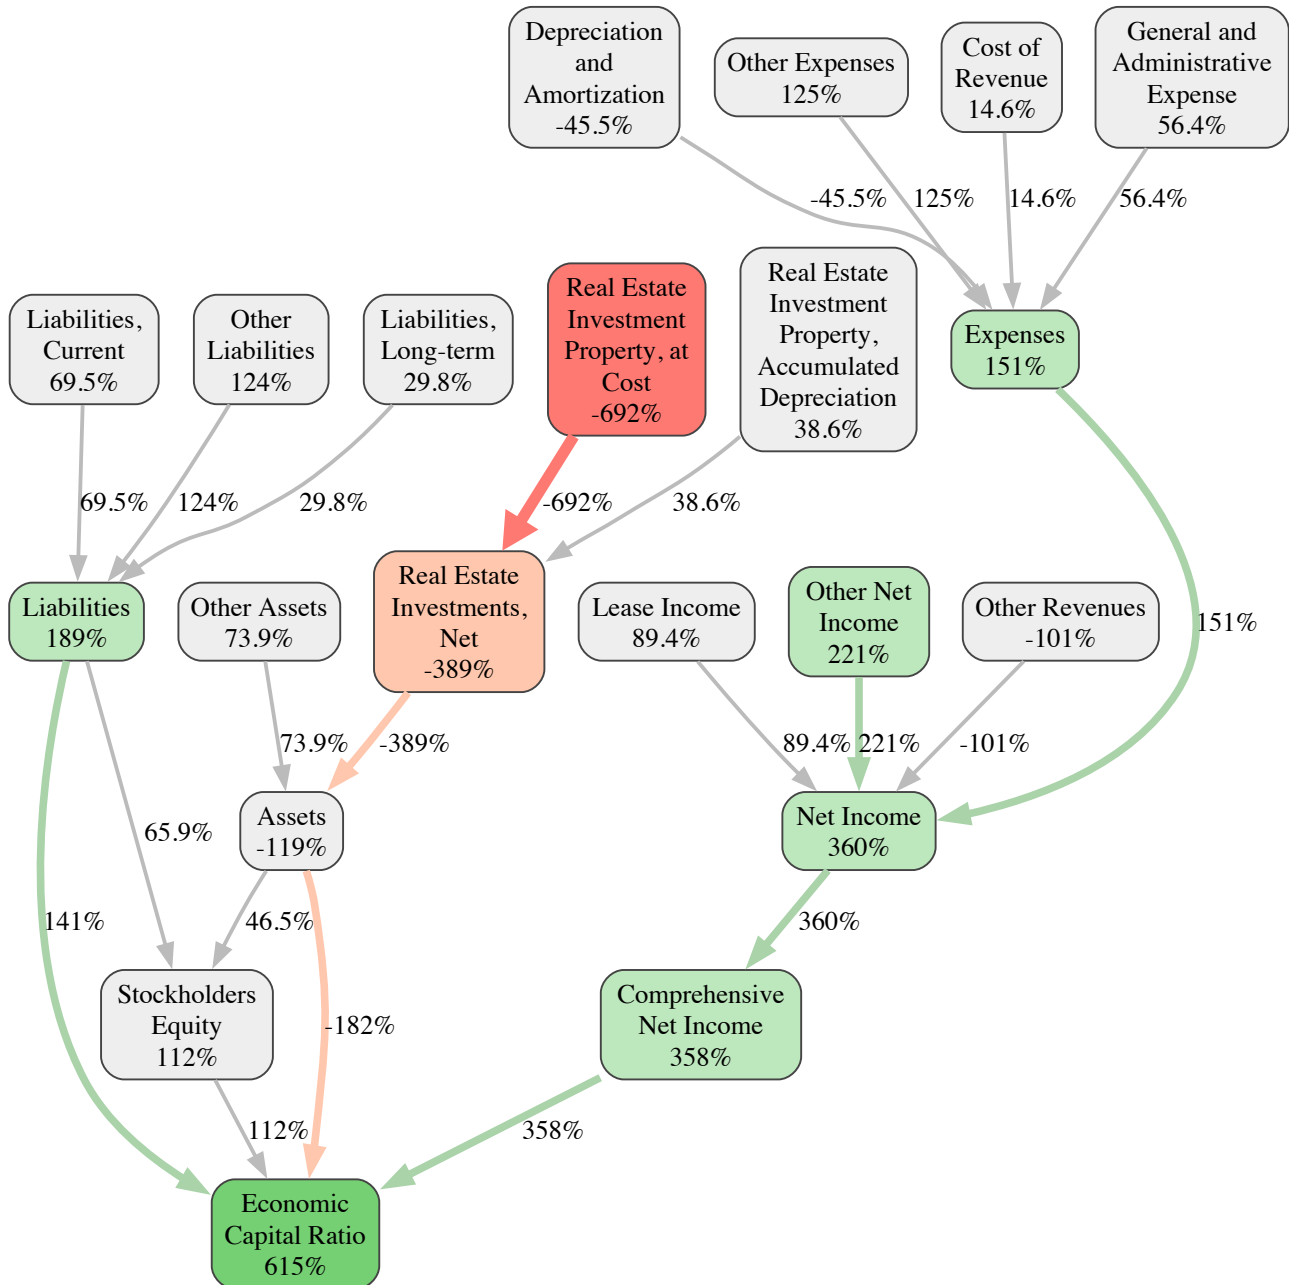 Depreciation
and
Amortization
-45.5%
Other Expenses
125%
Cost of
Revenue
14.6%
General and
Administrative
Expense
56.4%
-45.5%
125%
14.6%
56.4%
Liabilities,
Current
69.5%
Other
Liabilities
124%
Liabilities,
Long-term
29.8%
Real Estate
Investment
Property, at
Cost
-692%
Real Estate
Investment
Property,
Accumulated
Depreciation
38.6%
Expenses
151%
69.5%
124%
29.8%
-692%
38.6%
Liabilities
189%
Other Assets
73.9%
Real Estate
Investments,
Net
-389%
Lease Income
89.4%
Other Net
Income
221%
Other Revenues
-101%
151%
73.9%
-389%
89.4%
221%
-101%
Assets
-119%
Net Income
360%
65.9%
141%
46.5%
360%
Stockholders
Equity
112%
-182%
Comprehensive
Net Income
358%
112%
358%
Economic
Capital Ratio
615%